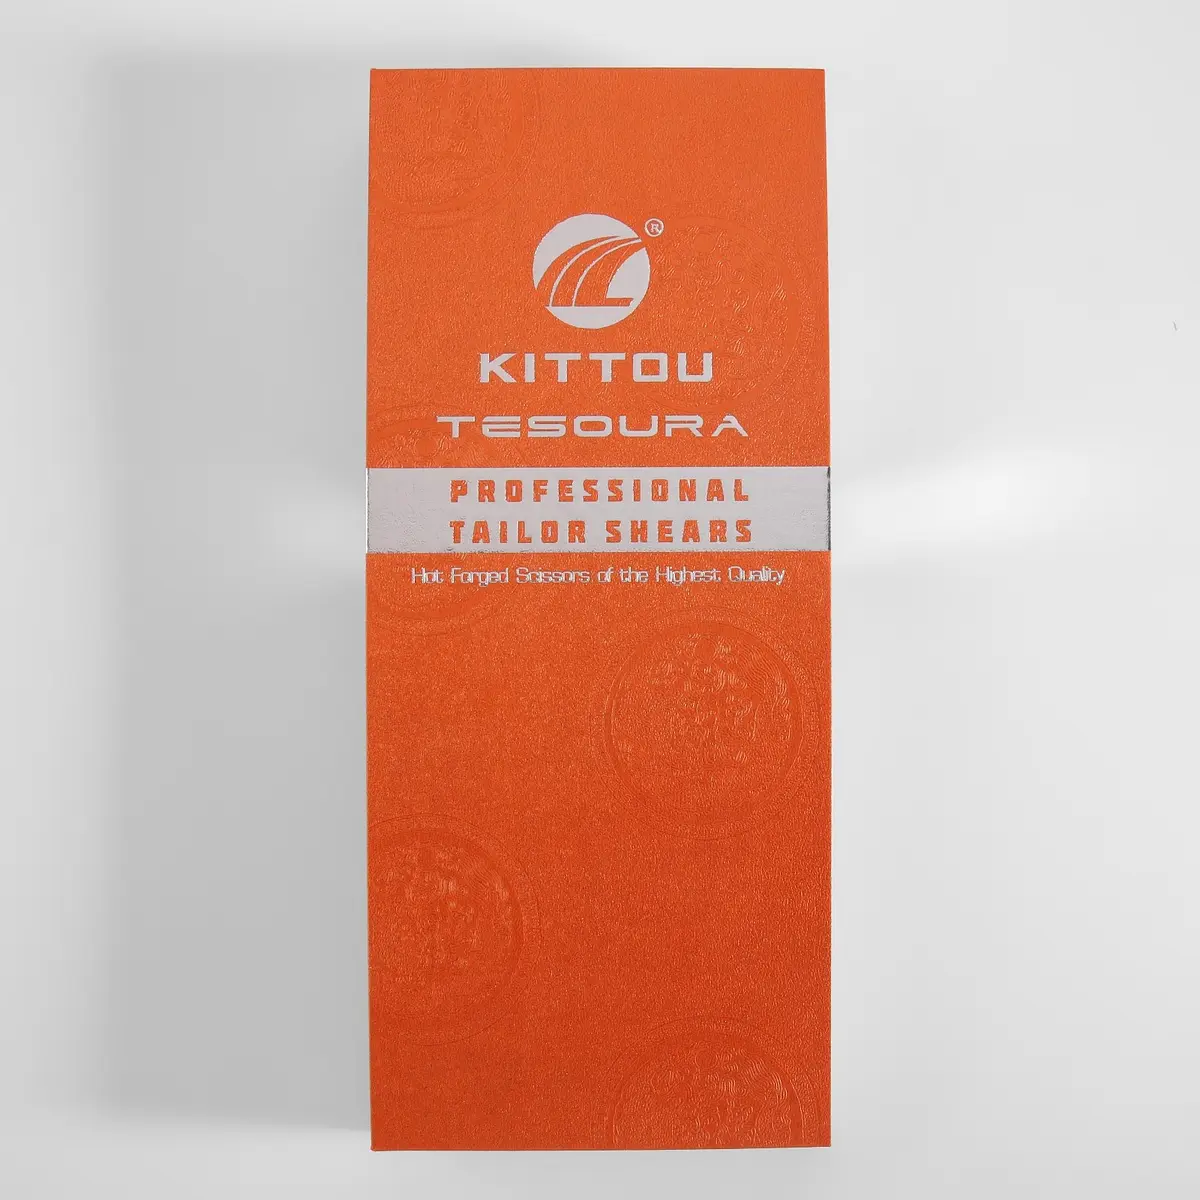 ®
KITTOU
TESOURA
PROFESSIONAL
TAILOR SHEARS
Hot Forged Scissors of the Highest Quality